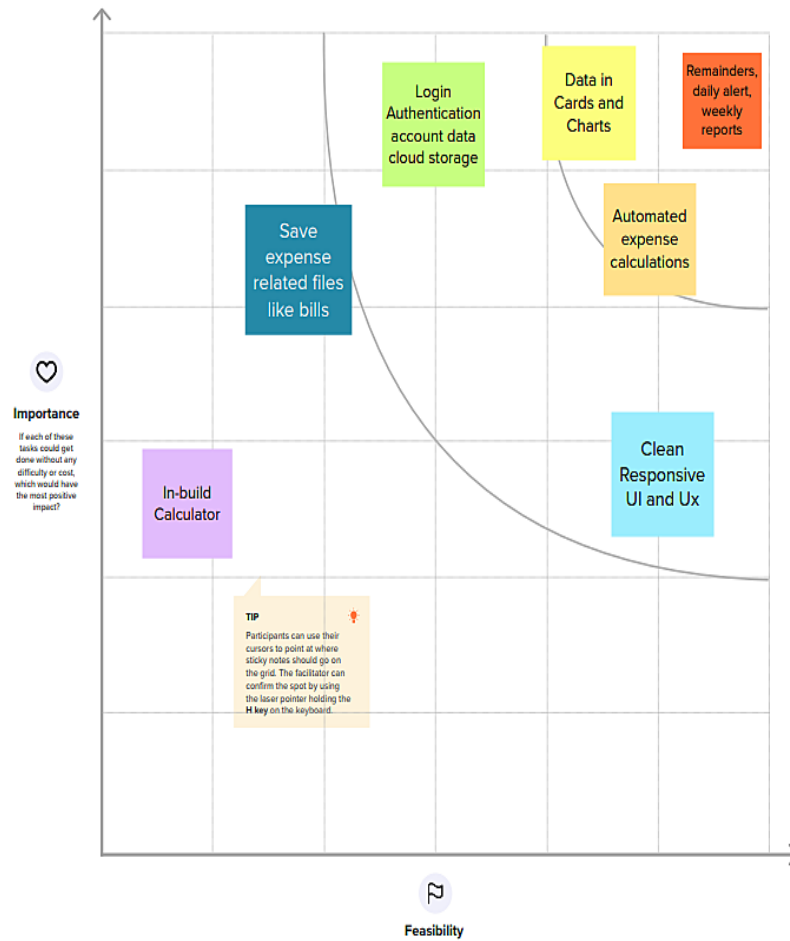 Login
Authentication
account data
cloud storage
Data in
Cards and
Charts
Remainders,
daily alert,
weekly
reports
Save
expense
related files
like bills
Automated
expense
calculations
Importance
If each of these
tasks could get
done without any
difficulty or cost,
which would have
the most positive
impact?
In-build
Calculator
Clean
Responsive
UI and Ux
TIP
Participants can use their
cursors to point at where
sticky notes should go on
the grid. The facilitator can
confirm the spot by using
the laser pointer holding the
H key on the keyboard.
Feasibility